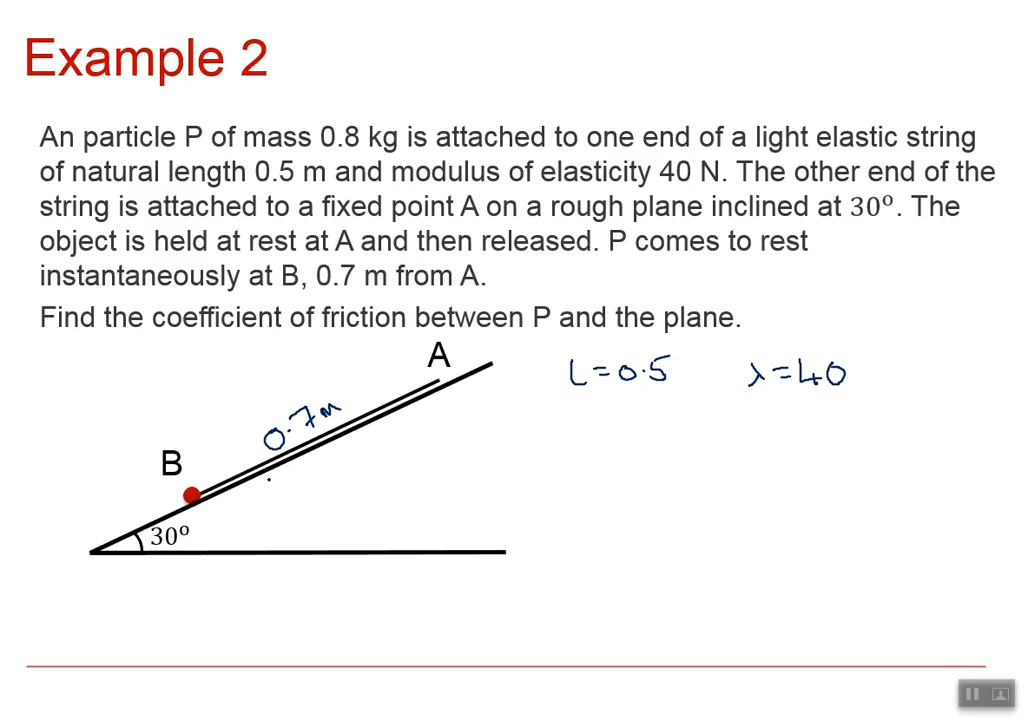 Example 2
An particle P of mass 0.8 kg is attached to one end of a light elastic string
of natural length 0.5 m and modulus of elasticity 40 N. The other end of the
string is attached to a fixed point A on a rough plane inclined at 30°. The
object is held at rest at A and then released. P comes to rest
instantaneously at B, 0.7 m from A.
Find the coefficient of friction between P and the plane.
A
L = 0.5
λ = 40
0.7m
B
30°